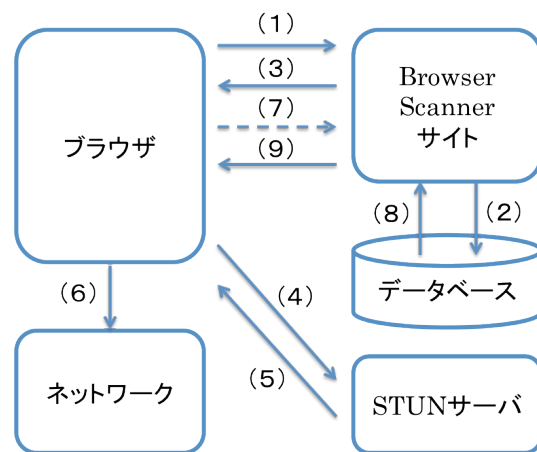 (1)
(3)
(7)
(9)
ブラウザ
Browser
Scanner
サイト
(8)
(2)
(6)
(4)
(5)
データベース
ネットワーク
STUNサーバ